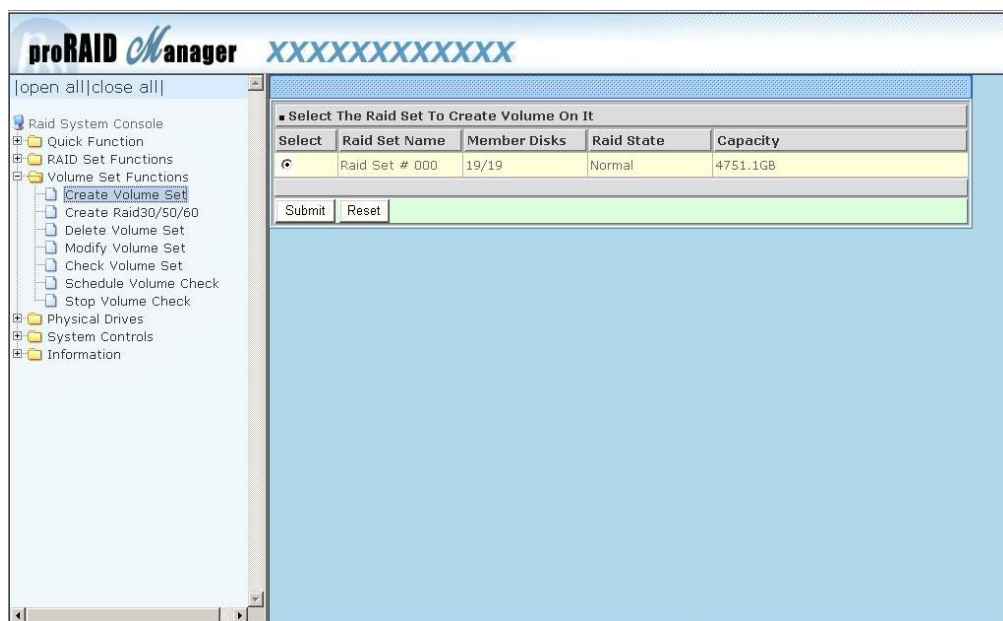 proRAID Manager XXXXXXXXXXXX
|open all|close all|
Raid System Console
Quick Function
RAID Set Functions
Volume Set Functions
Create Volume Set
Create Raid30/50/60
Delete Volume Set
Modify Volume Set
Check Volume Set
Schedule Volume Check
Stop Volume Check
Physical Drives
System Controls
Information
Select The Raid Set To Create Volume On It
Select Raid Set Name Member Disks Raid State Capacity
Raid Set # 000 19/19 Normal 4751.1GB
Submit Reset